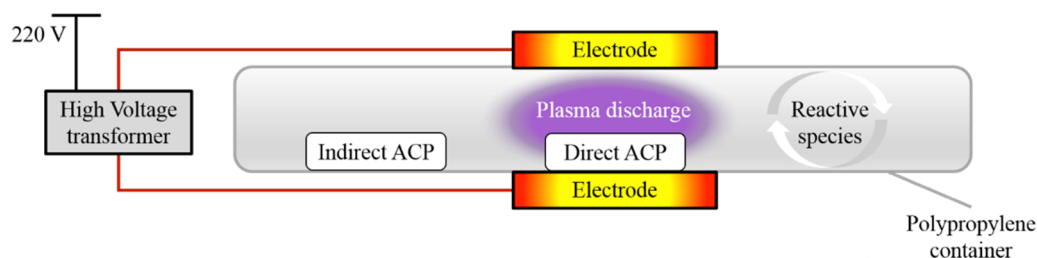 220 V
High Voltage
transformer
Electrode
Plasma discharge
Reactive
species
Indirect ACP
Direct ACP
Electrode
Polypropylene
container